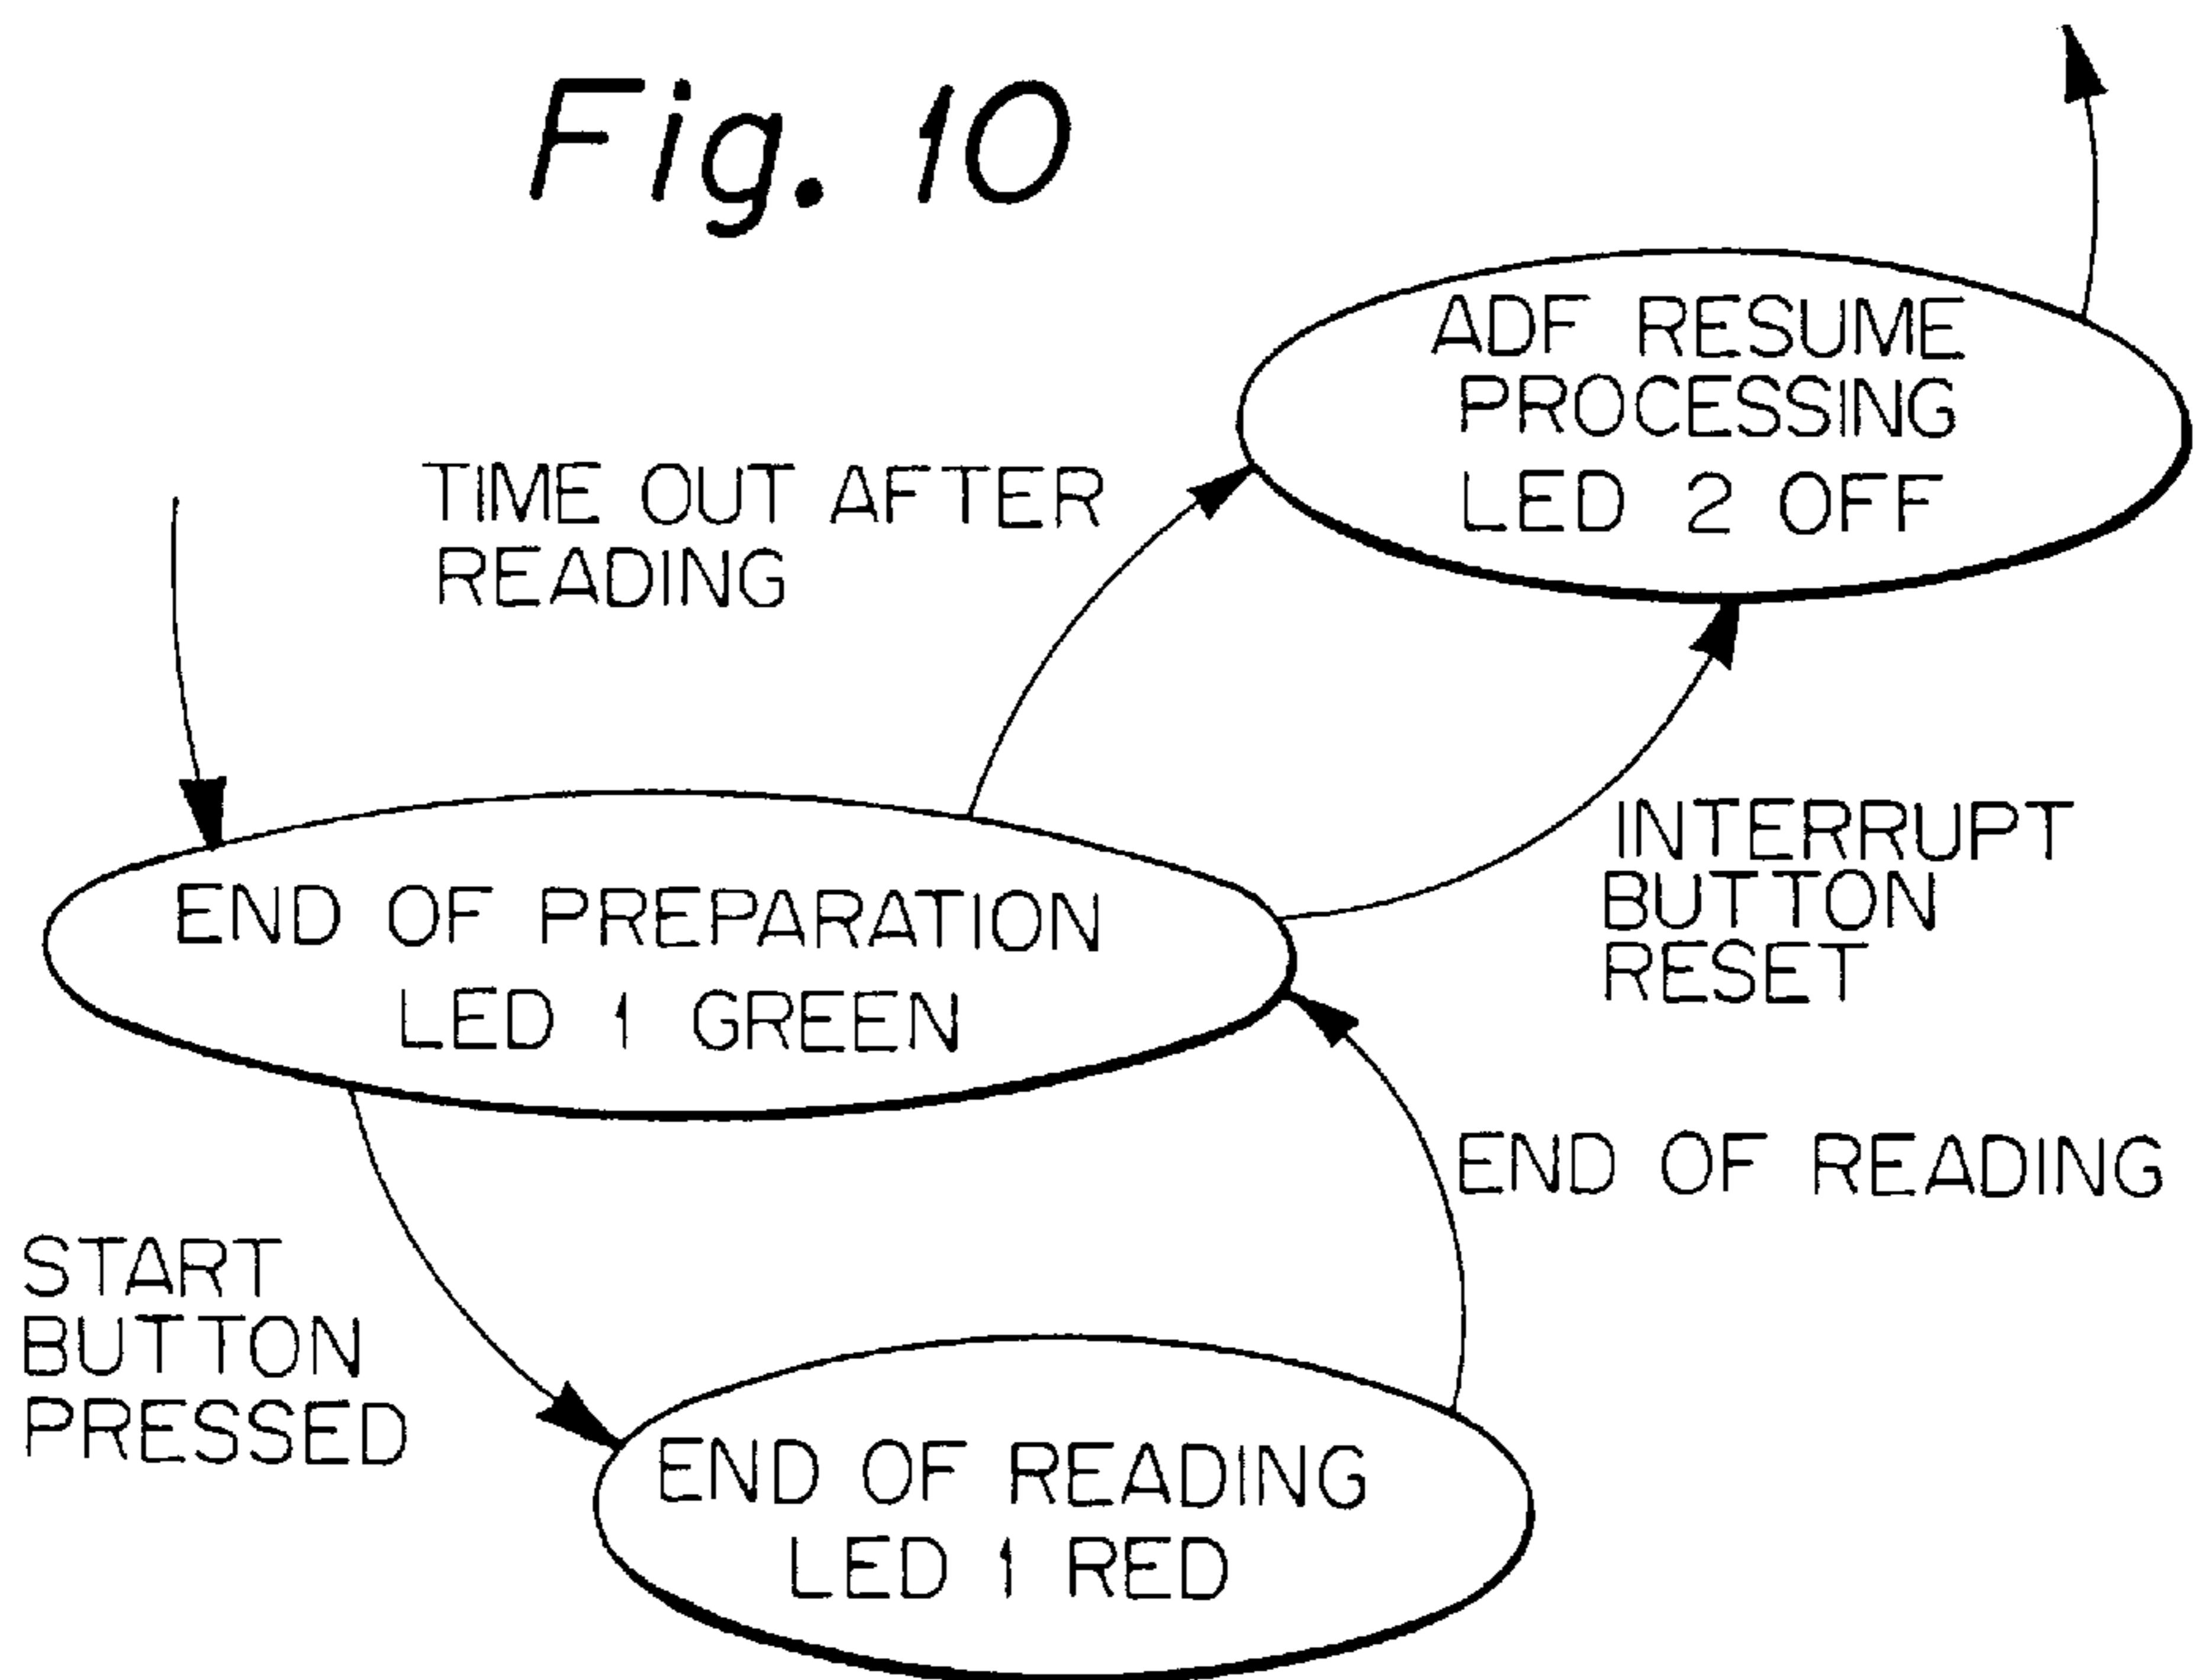 Fig. 10
ADF RESUME
PROCESSING
LED 2 OFF
TIME OUT AFTER
READING
INTERRUPT
BUTTON
RESET
END OF PREPARATION
LED 1 GREEN
END OF READING
START
BUTTON
PRESSED
END OF READING
LED 1 RED